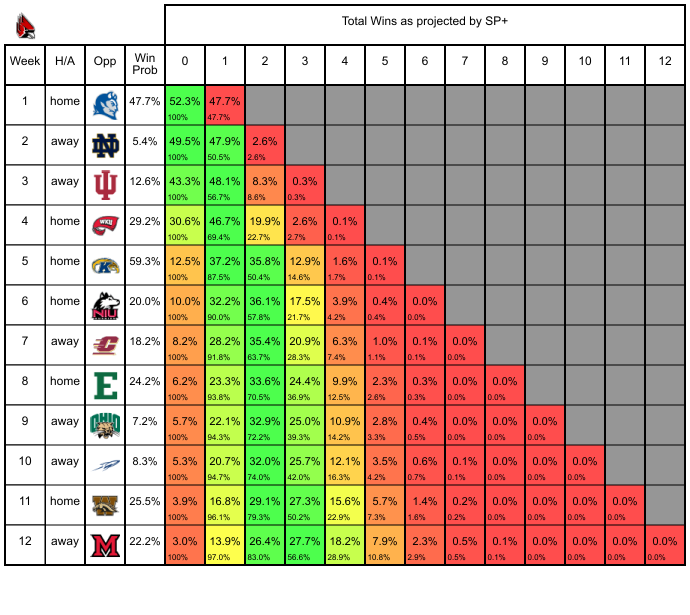 Total Wins as projected by SP+
Week H/A Opp Win Prob 0 1 2 3 4 5 6 7 8 9 10 11 12
1 home 47.7% 52.3% 47.7%
100% 47.7%
2 away ND 5.4% 49.5% 47.9% 2.6%
100% 50.5% 2.6%
3 away 12.6% 43.3% 48.1% 8.3% 0.3%
100% 56.7% 8.6% 0.3%
4 home WKU 29.2% 30.6% 46.7% 19.9% 2.6% 0.1%
100% 69.4% 22.7% 2.7% 0.1%
5 home K 59.3% 12.5% 37.2% 35.8% 12.9% 1.6% 0.1%
100% 87.5% 50.4% 14.6% 1.7% 0.1%
6 home NIU 20.0% 10.0% 32.2% 36.1% 17.5% 3.9% 0.4% 0.0%
100% 90.0% 57.8% 21.7% 4.2% 0.4% 0.0%
7 away C 18.2% 8.2% 28.2% 35.4% 20.9% 6.3% 1.0% 0.1% 0.0%
100% 91.8% 63.7% 28.3% 7.4% 1.1% 0.1% 0.0%
8 home E 24.2% 6.2% 23.3% 33.6% 24.4% 9.9% 2.3% 0.3% 0.0% 0.0%
100% 93.8% 70.5% 36.9% 12.5% 2.6% 0.3% 0.0% 0.0%
9 away OHIO 7.2% 5.7% 22.1% 32.9% 25.0% 10.9% 2.8% 0.4% 0.0% 0.0% 0.0%
100% 94.3% 72.2% 39.3% 14.2% 3.3% 0.5% 0.0% 0.0% 0.0%
10 away 8.3% 5.3% 20.7% 32.0% 25.7% 12.1% 3.5% 0.6% 0.1% 0.0% 0.0% 0.0%
100% 94.7% 74.0% 42.0% 16.3% 4.2% 0.7% 0.1% 0.0% 0.0% 0.0%
11 home W 25.5% 3.9% 16.8% 29.1% 27.3% 15.6% 5.7% 1.4% 0.2% 0.0% 0.0% 0.0% 0.0%
100% 96.1% 79.3% 50.2% 22.9% 7.3% 1.6% 0.2% 0.0% 0.0% 0.0% 0.0%
12 away M 22.2% 3.0% 13.9% 26.4% 27.7% 18.2% 7.9% 2.3% 0.5% 0.1% 0.0% 0.0% 0.0% 0.0%
100% 97.0% 83.0% 56.6% 28.9% 10.8% 2.9% 0.5% 0.1% 0.0% 0.0% 0.0% 0.0%